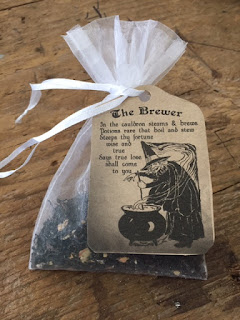 The Brewer
In the cauldron steams & brews
Potions rare that boil and stew
Steeps thy fortune
wise and
true
Says true love
shall come
to you